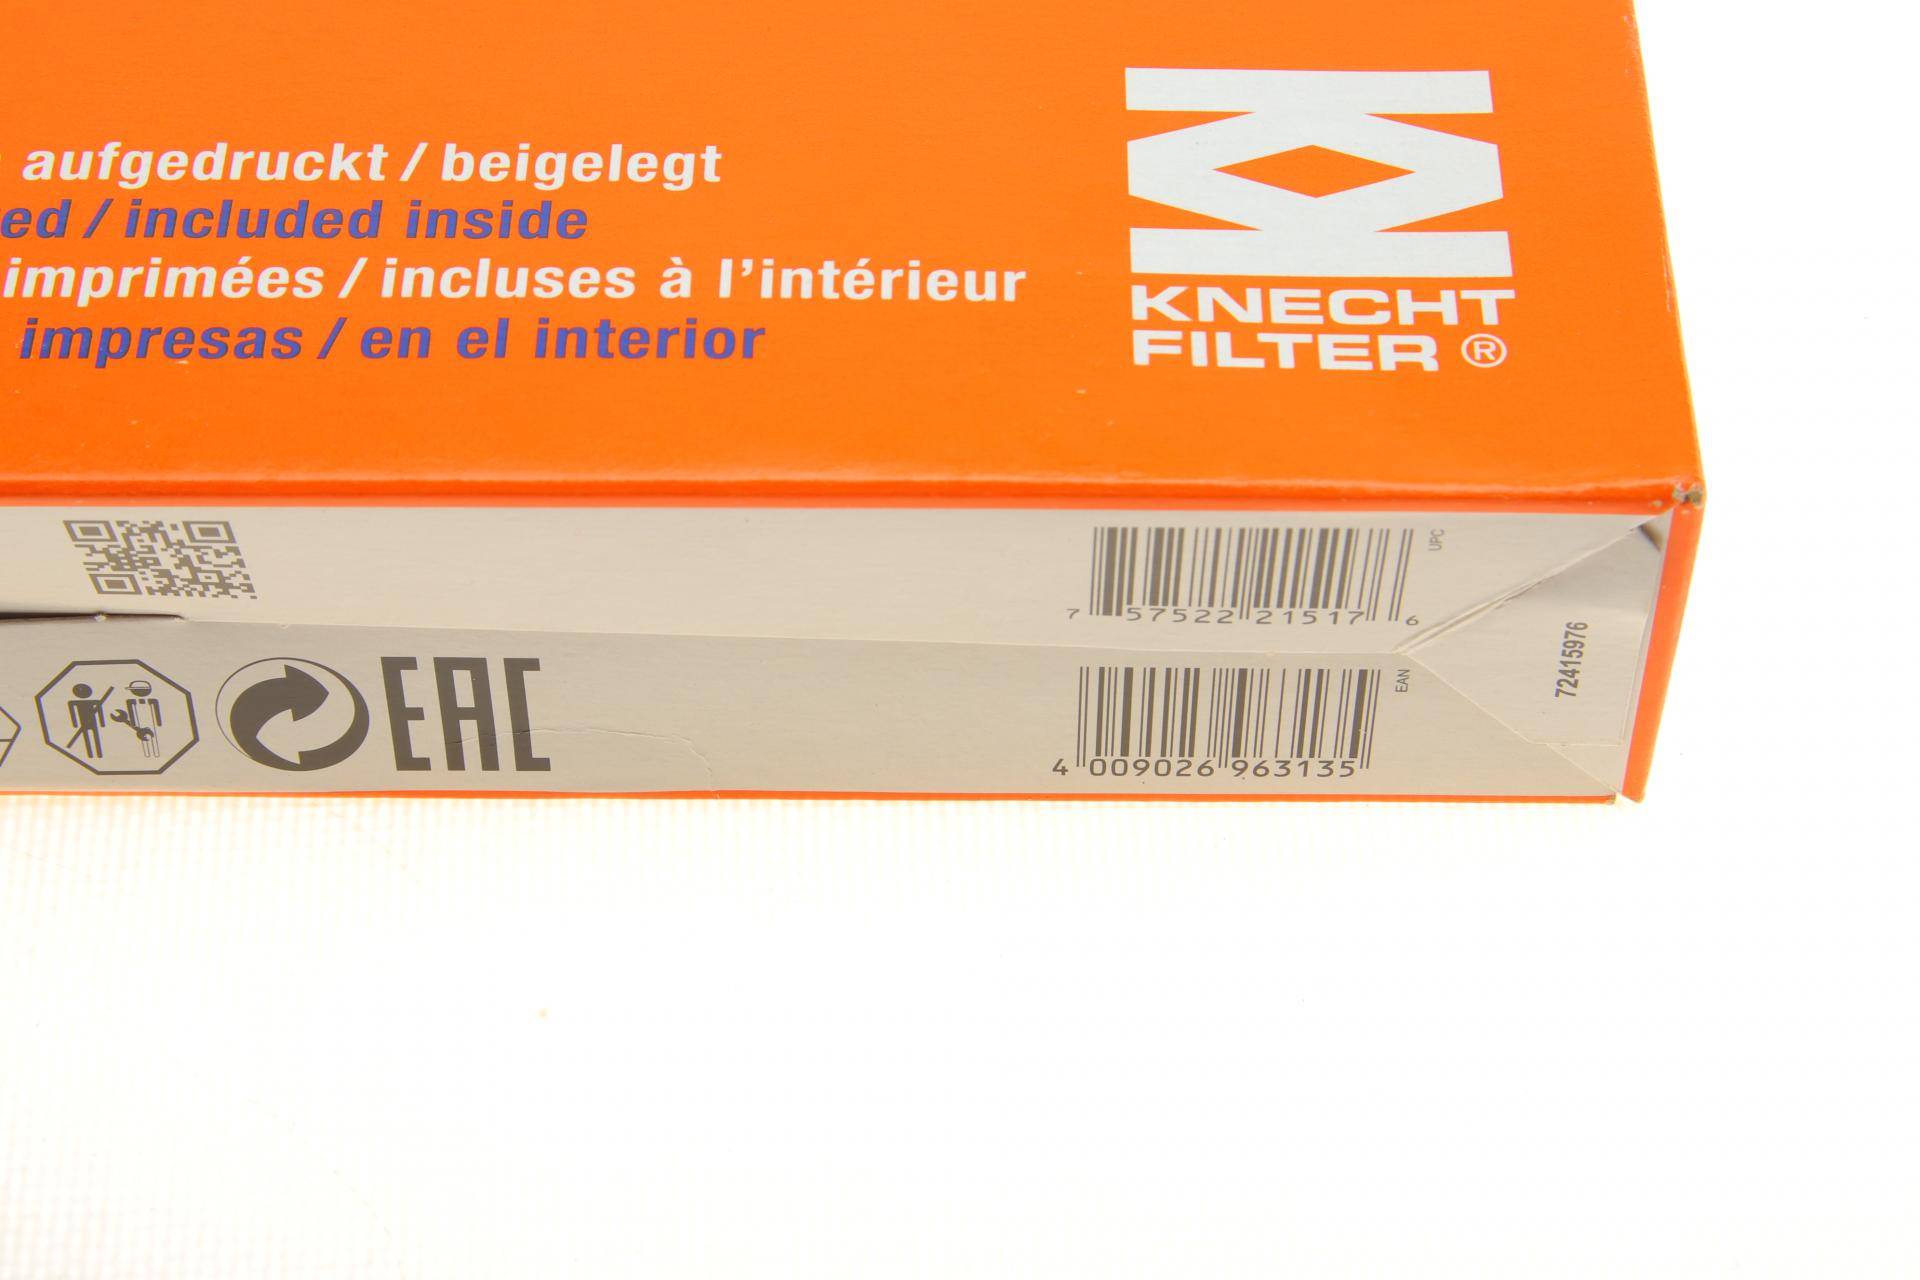 aufgedruckt / beigelegt
ed / included inside
imprimées / incluses à l'intérieur
impresas / en el interior
KNECHT
FILTER ®
UPC
7 57522 21517 6
72415976
EAC
EAN
4 009026 963135